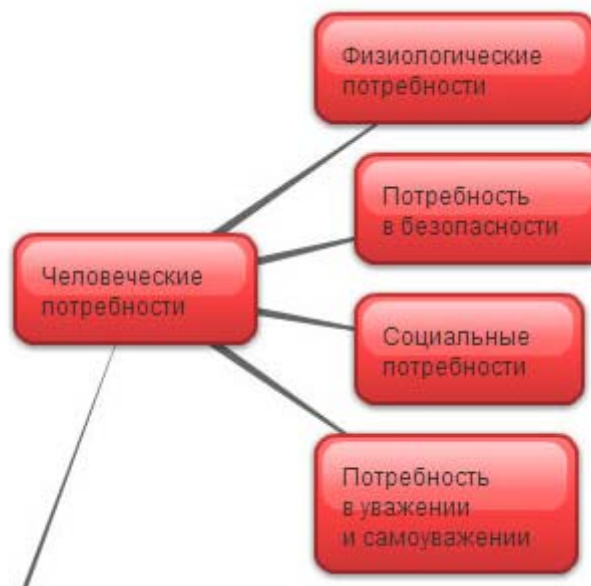 Физиологические
потребности
Потребность
в безопасности
Человеческие
потребности
Социальные
потребности
Потребность
в уважении
и самоуважении